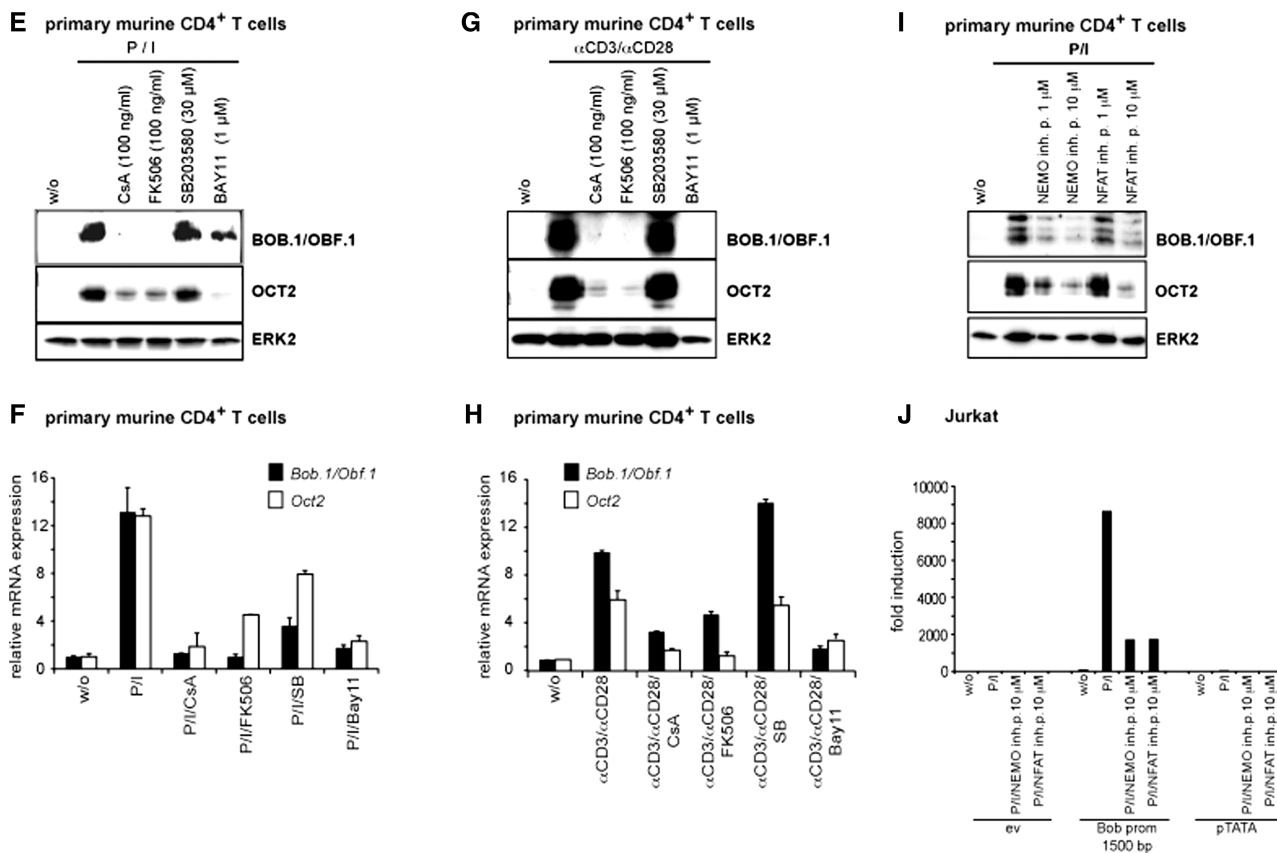 E primary murine CD4+ T cells
P / I
w/o
CsA (100 ng/ml)
FK506 (100 ng/ml)
SB203580 (30 µM)
BAY11 (1 µM)
BOB.1/OBF.1
OCT2
ERK2
G primary murine CD4+ T cells
αCD3/αCD28
w/o
CsA (100 ng/ml)
FK506 (100 ng/ml)
SB203580 (30 µM)
BAY11 (1 µM)
BOB.1/OBF.1
OCT2
ERK2
I primary murine CD4+ T cells
P/I
w/o
NEMO inh. p. 1 µM
NEMO inh. p. 10 µM
NFAT inh. p. 1 µM
NFAT inh. p. 10 µM
BOB.1/OBF.1
OCT2
ERK2
F primary murine CD4+ T cells
relative mRNA expression
16
12
8
4
0
Bob.1/Obf.1
Oct2
w/o
P/I
P/I/CsA
P/I/FK506
P/I/SB
P/I/Bay11
H primary murine CD4+ T cells
relative mRNA expression
16
12
8
4
0
Bob.1/Obf.1
Oct2
w/o
αCD3/αCD28
αCD3/αCD28/
CsA
αCD3/αCD28/
FK506
αCD3/αCD28/
SB
αCD3/αCD28/
Bay11
J Jurkat
fold induction
10000
8000
6000
4000
2000
0
w/o
P/I
P/I/NEMO inh.p.10 µM
P/I/NFAT inh.p. 10 µM
ev
w/o
P/I
P/I/NEMO inh.p.10 µM
P/I/NFAT inh.p. 10 µM
Bob prom
1500 bp
w/o
P/I
P/I/NEMO inh.p.10 µM
P/I/NFAT inh.p. 10 µM
pTATA